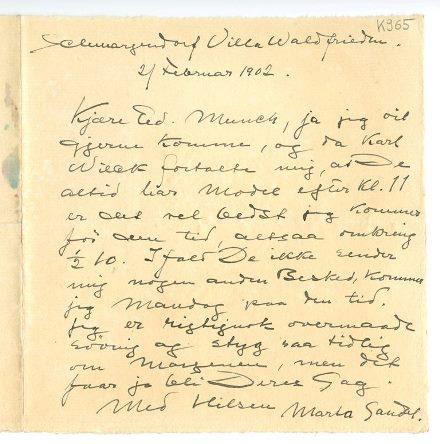 K965
Schmargendorf Villa Waldfrieden.
21 Februar 1902.
Kjære Ed. Munch, ja jeg vil
gjerne komme, og da Karl
fortalte mig, at De
altid har Model efter Kl. 11
er det vel bedst jeg kommer
før den tid, altsaa omkring
½ 10. Ifald De ikke sender
mig nogen anden Besked, kommer
jeg Mandag paa den tid.
Jeg er rigtignok overmaade
søvnig og styg saa tidlig
om Morgenen, men det
faar jo bli Deres Sag.
Med Hilsen Marta Sandal.